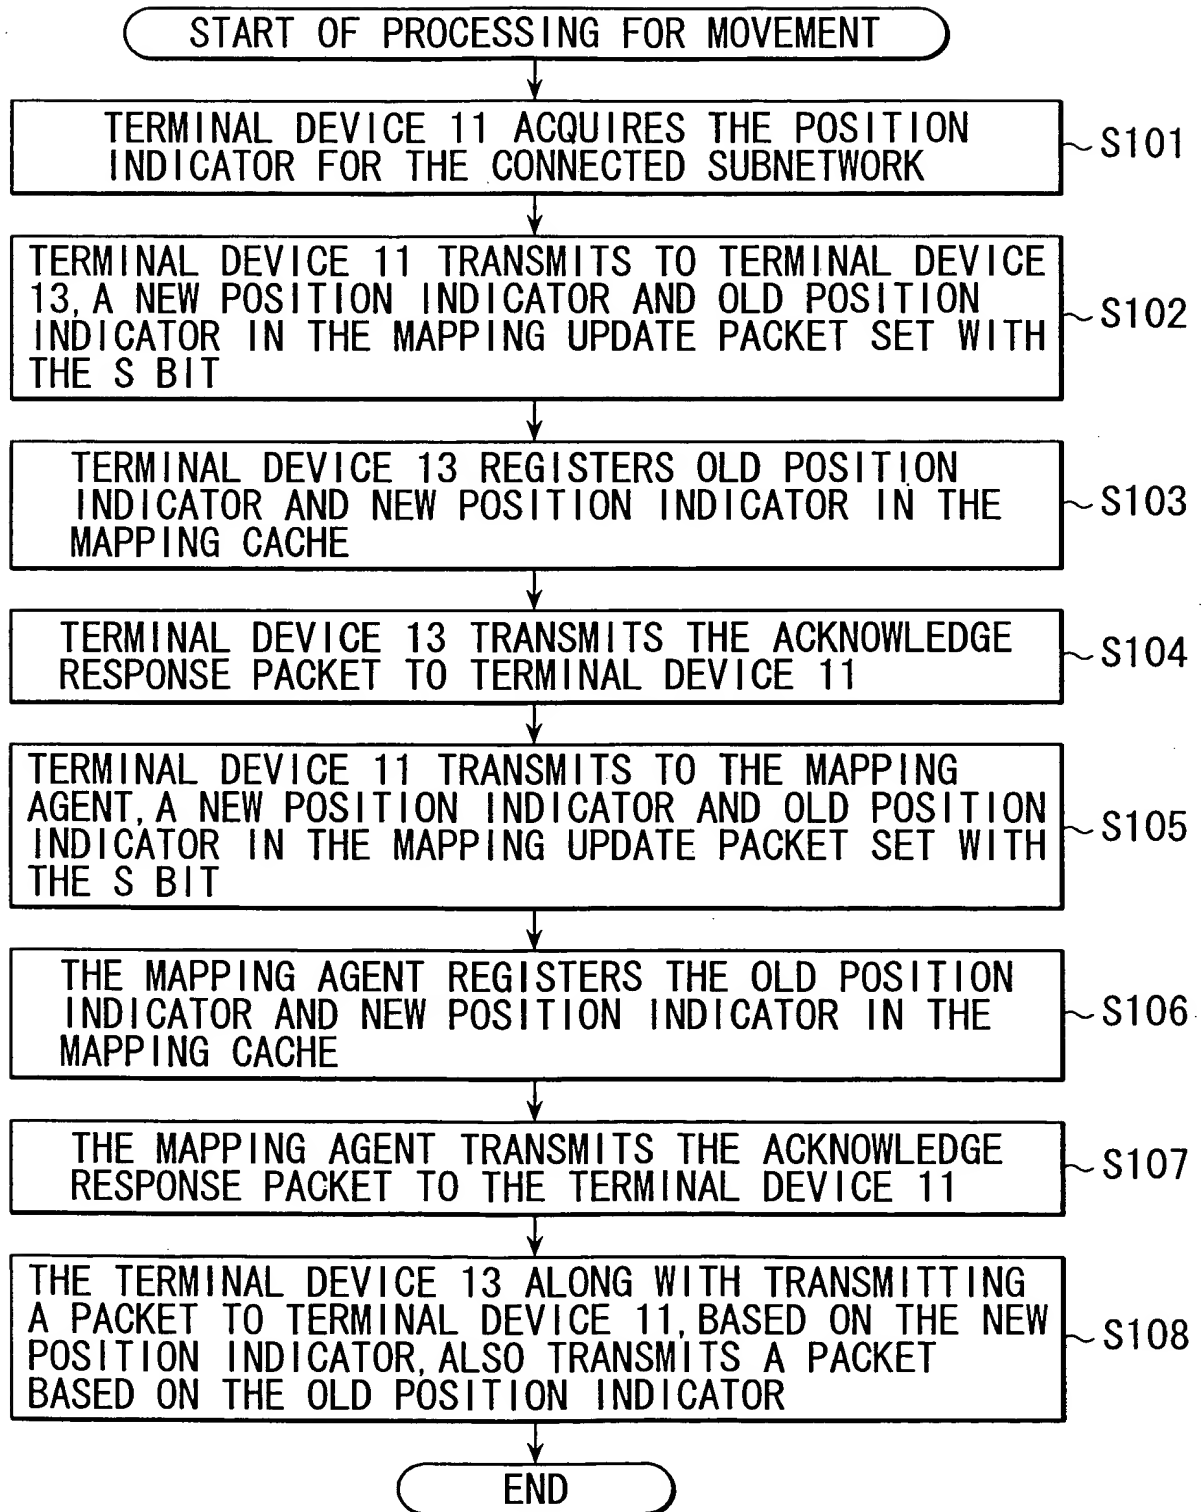 START OF PROCESSING FOR MOVEMENT
TERMINAL DEVICE 11 ACQUIRES THE POSITION
INDICATOR FOR THE CONNECTED SUBNETWORK
S101
TERMINAL DEVICE 11 TRANSMITS TO TERMINAL DEVICE
13, A NEW POSITION INDICATOR AND OLD POSITION
INDICATOR IN THE MAPPING UPDATE PACKET SET WITH
THE S BIT
S102
TERMINAL DEVICE 13 REGISTERS OLD POSITION
INDICATOR AND NEW POSITION INDICATOR IN THE
MAPPING CACHE
S103
TERMINAL DEVICE 13 TRANSMITS THE ACKNOWLEDGE
RESPONSE PACKET TO TERMINAL DEVICE 11
S104
TERMINAL DEVICE 11 TRANSMITS TO THE MAPPING
AGENT, A NEW POSITION INDICATOR AND OLD POSITION
INDICATOR IN THE MAPPING UPDATE PACKET SET WITH
THE S BIT
S105
THE MAPPING AGENT REGISTERS THE OLD POSITION
INDICATOR AND NEW POSITION INDICATOR IN THE
MAPPING CACHE
S106
THE MAPPING AGENT TRANSMITS THE ACKNOWLEDGE
RESPONSE PACKET TO THE TERMINAL DEVICE 11
S107
THE TERMINAL DEVICE 13 ALONG WITH TRANSMITTING
A PACKET TO TERMINAL DEVICE 11, BASED ON THE NEW
POSITION INDICATOR, ALSO TRANSMITS A PACKET
BASED ON THE OLD POSITION INDICATOR
S108
END